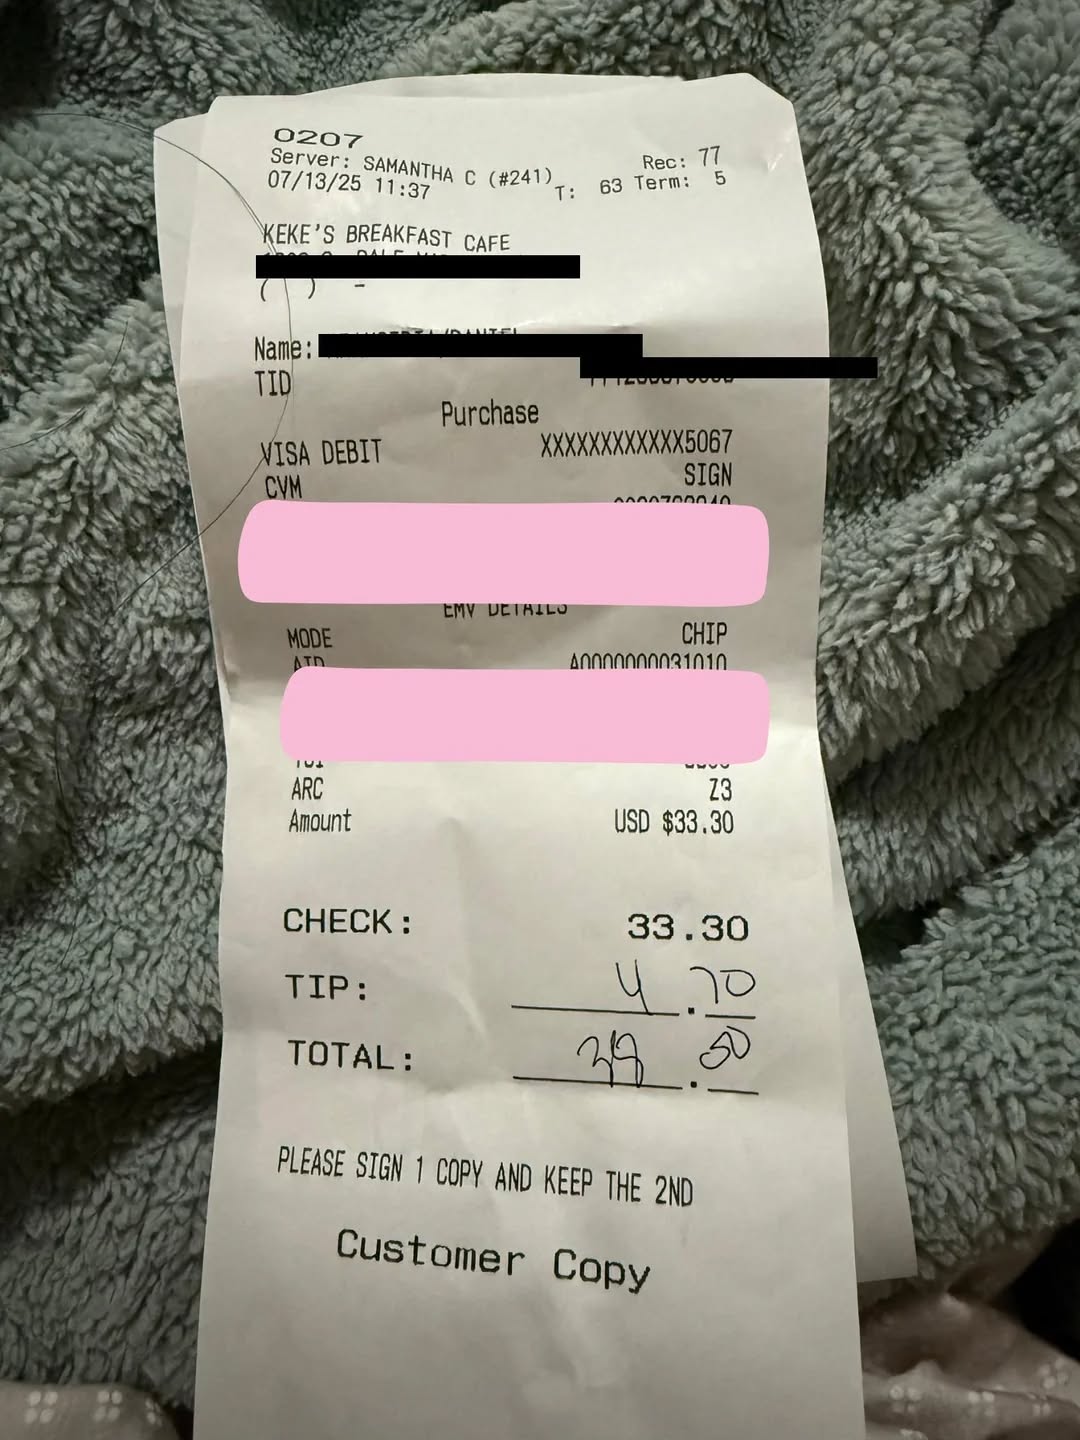 0207
Server: SAMANTHA C (#241) Rec: 77
07/13/25 11:37 T: 63 Term: 5
KEKE'S BREAKFAST CAFE
( ) -
Name:
TID
Purchase
VISA DEBIT XXXXXXXXXXXX5067
CVM SIGN
EMV DETAILS
MODE CHIP
AID A0000000031010
ARC Z3
Amount USD $33.30
CHECK: 33.30
TIP: 4.70
TOTAL: 38.00
PLEASE SIGN 1 COPY AND KEEP THE 2ND
Customer Copy